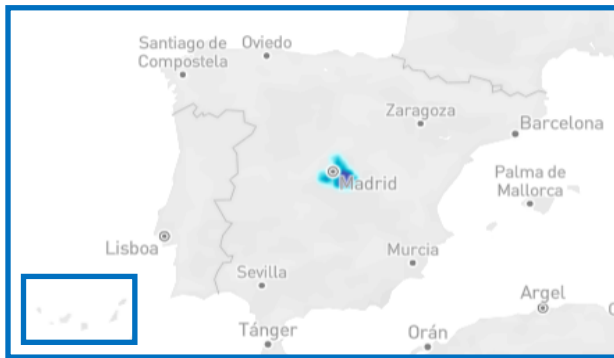 Santiago de
Compostela
Oviedo
Zaragoza
Barcelona
Madrid
Palma de
Mallorca
Lisboa
Murcia
Sevilla
Argel
Tánger
Orán